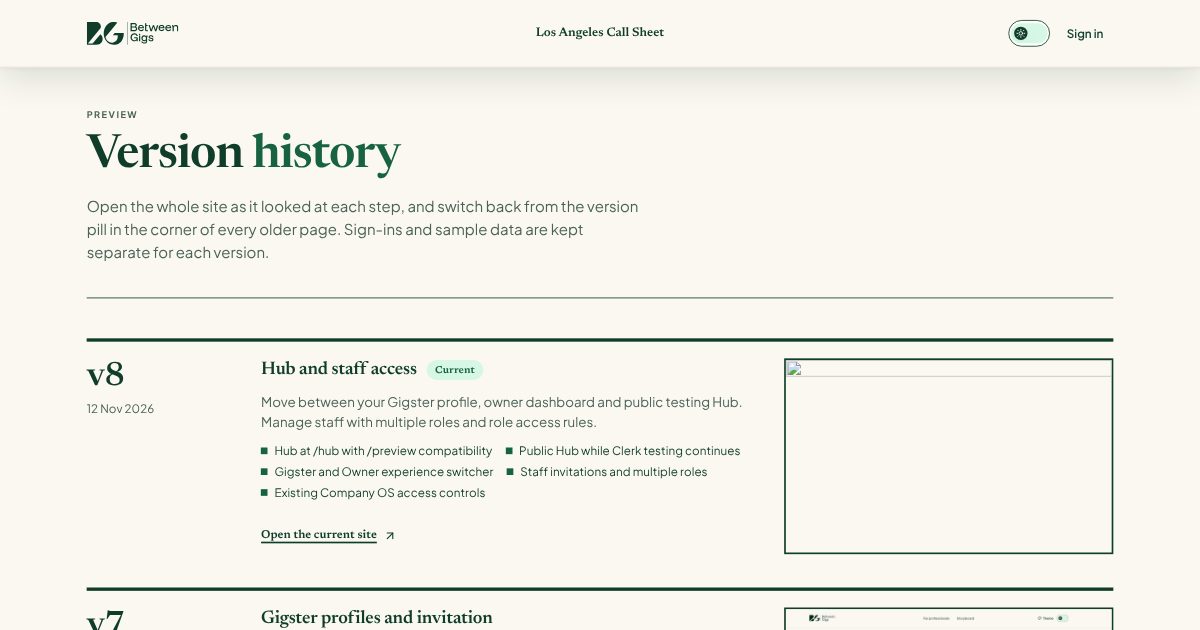 Between
Gigs
Los Angeles Call Sheet
Sign in
PREVIEW
Version history
Open the whole site as it looked at each step, and switch back from the version
pill in the corner of every older page. Sign-ins and sample data are kept
separate for each version.
v8
12 Nov 2026
Hub and staff access
Current
Move between your Gigster profile, owner dashboard and public testing Hub.
Manage staff with multiple roles and role access rules.
Hub at /hub with /preview compatibility
Public Hub while Clerk testing continues
Gigster and Owner experience switcher
Staff invitations and multiple roles
Existing Company OS access controls
Open the current site
v7
Gigster profiles and invitation